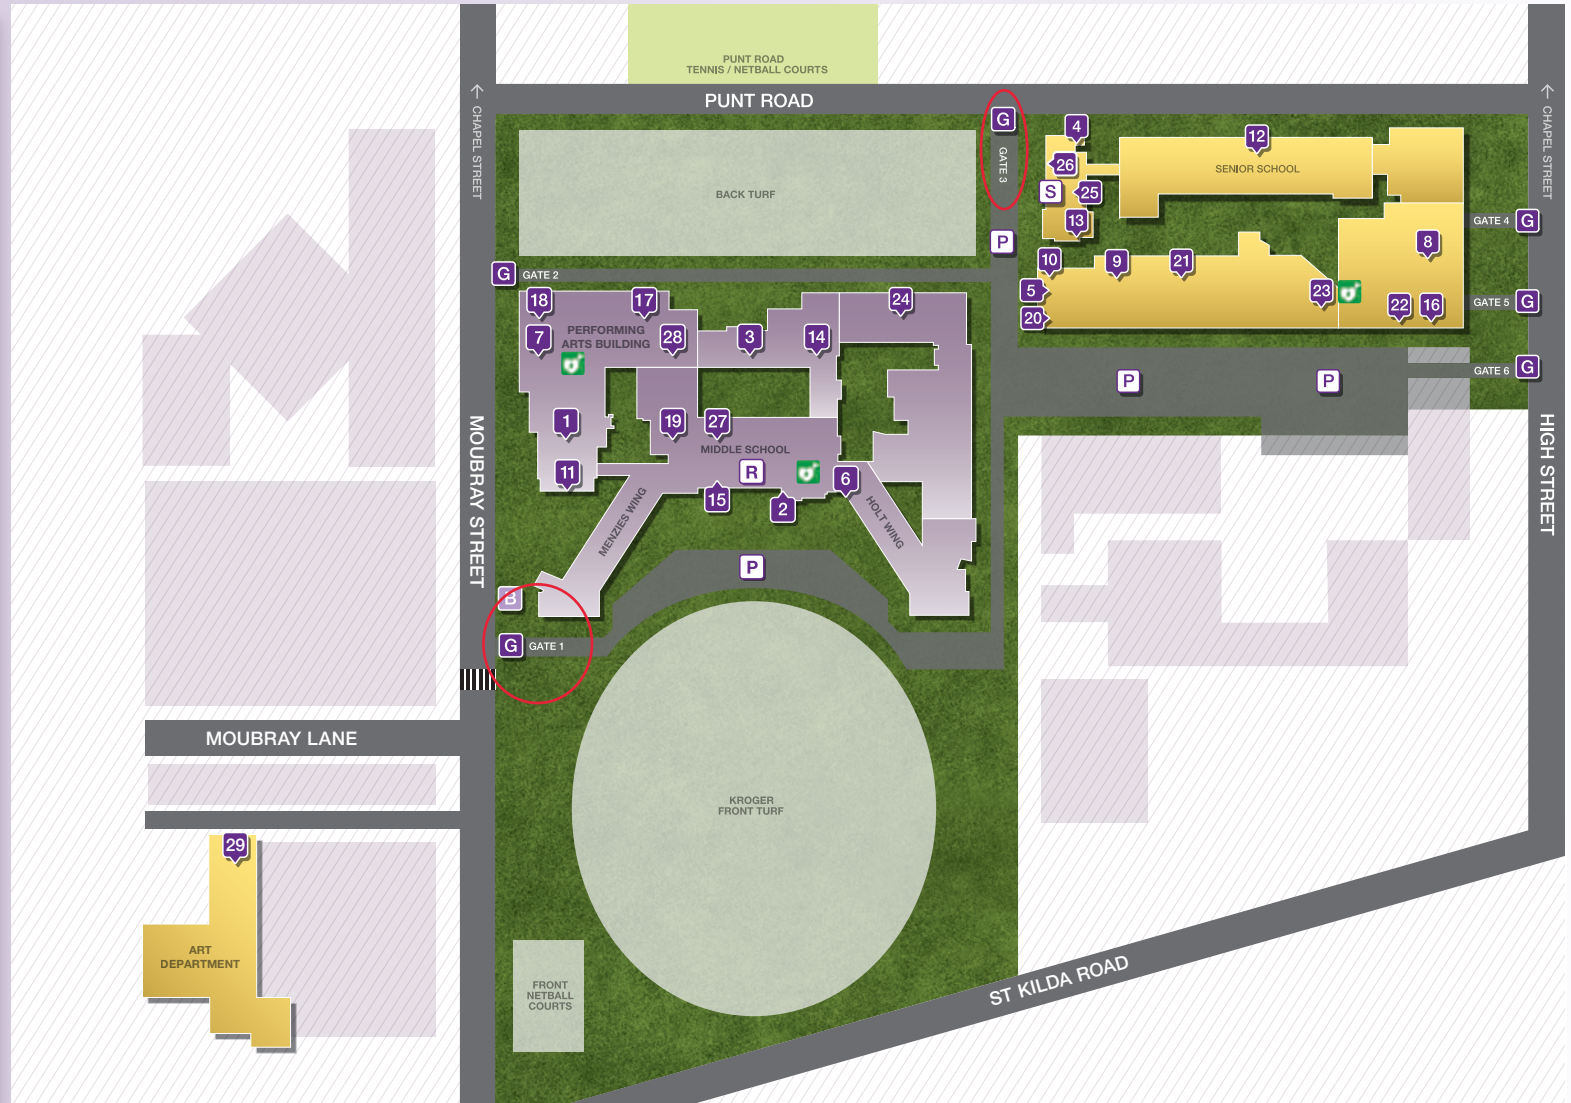 PUNT ROAD
TENNIS / NETBALL COURTS
PUNT ROAD
← CHAPEL STREET
← CHAPEL STREET
G
GATE 3
4
12
26
SENIOR SCHOOL
S
25
BACK TURF
13
GATE 4 G
P
8
10
9
21
G GATE 2
5
23
18
17
24
22
16
GATE 5 G
20
PERFORMING
ARTS BUILDING
7
28
3
14
GATE 6 G
P
P
1
19
27
MIDDLE SCHOOL
11
R
6
15
2
MENZIES WING
HOLT WING
MOUBRAY STREET
HIGH STREET
P
B
G GATE 1
MOUBRAY LANE
KROGER
FRONT TURF
29
ART
DEPARTMENT
FRONT
NETBALL
COURTS
ST KILDA ROAD